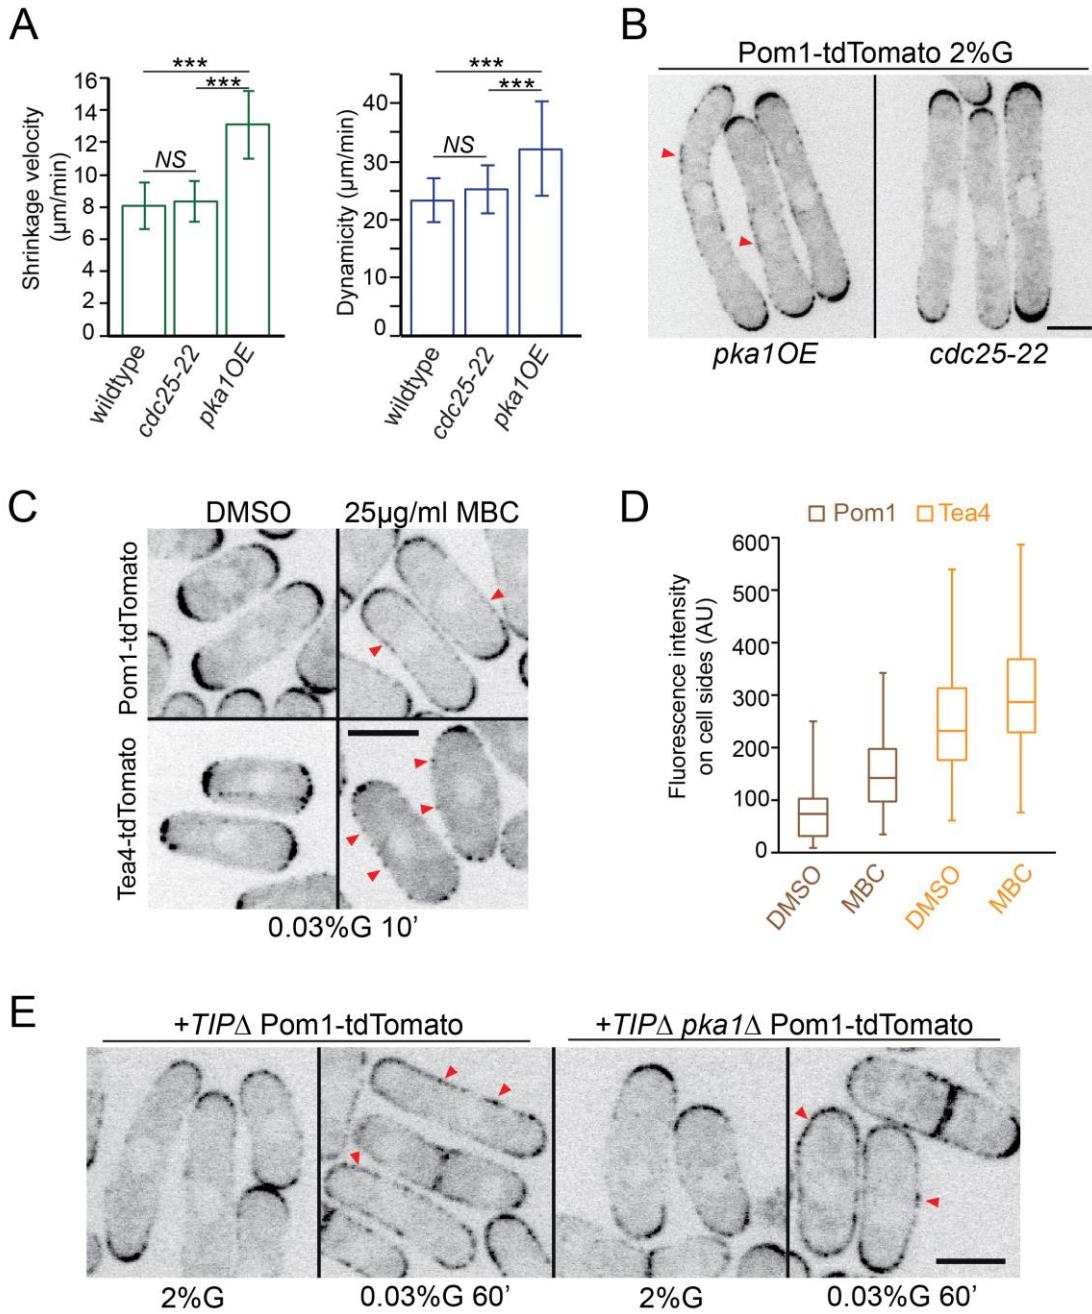 A
Shrinkage velocity
(µm/min)
16
14
12
10
8
6
4
2
0
***
***
NS
wildtype
cdc25-22
pka1OE
Dynamicity (µm/min)
40
30
20
10
0
***
***
NS
wildtype
cdc25-22
pka1OE
B
Pom1-tdTomato 2%G
pka1OE
cdc25-22
C
DMSO
25µg/ml MBC
Pom1-tdTomato
Tea4-tdTomato
0.03%G 10'
D
Pom1
Tea4
Fluorescence intensity
on cell sides (AU)
600
500
400
300
200
100
0
DMSO
MBC
DMSO
MBC
E
+TIPΔ Pom1-tdTomato
+TIPΔ pka1Δ Pom1-tdTomato
2%G
0.03%G 60'
2%G
0.03%G 60'